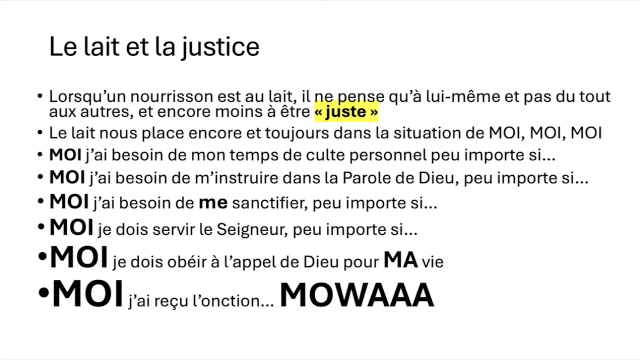 Le lait et la justice
• Lorsqu'un nourrisson est au lait, il ne pense qu'à lui-même et pas du tout
aux autres, et encore moins à être « juste »
• Le lait nous place encore et toujours dans la situation de MOI, MOI, MOI
• MOI j'ai besoin de mon temps de culte personnel peu importe si...
• MOI j'ai besoin de m'instruire dans la Parole de Dieu, peu importe si...
• MOI j'ai besoin de me sanctifier, peu importe si...
• MOI je dois servir le Seigneur, peu importe si...
• MOI je dois obéir à l'appel de Dieu pour MA vie
• MOI j'ai reçu l'onction... MOWAAA